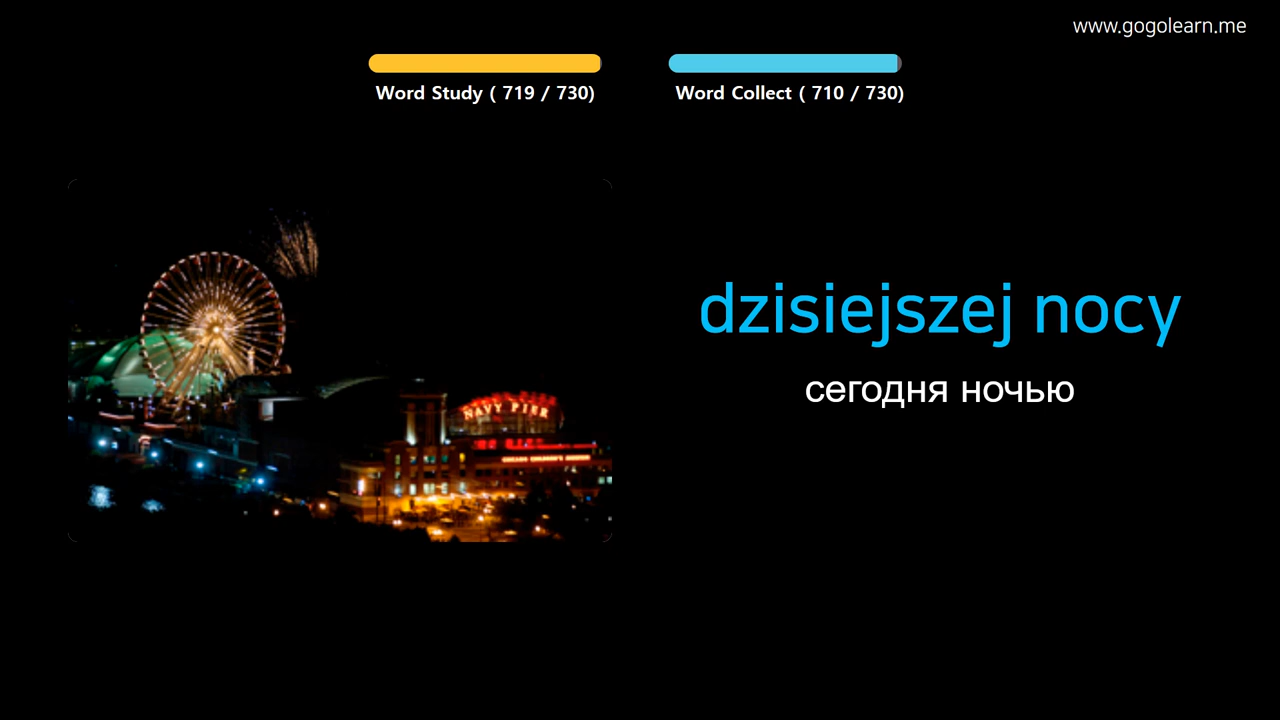 www.gogolearn.me
Word Study ( 719 / 730)
Word Collect ( 710 / 730)
NAVY PIER
dzisiejszej nocy
сегодня ночью